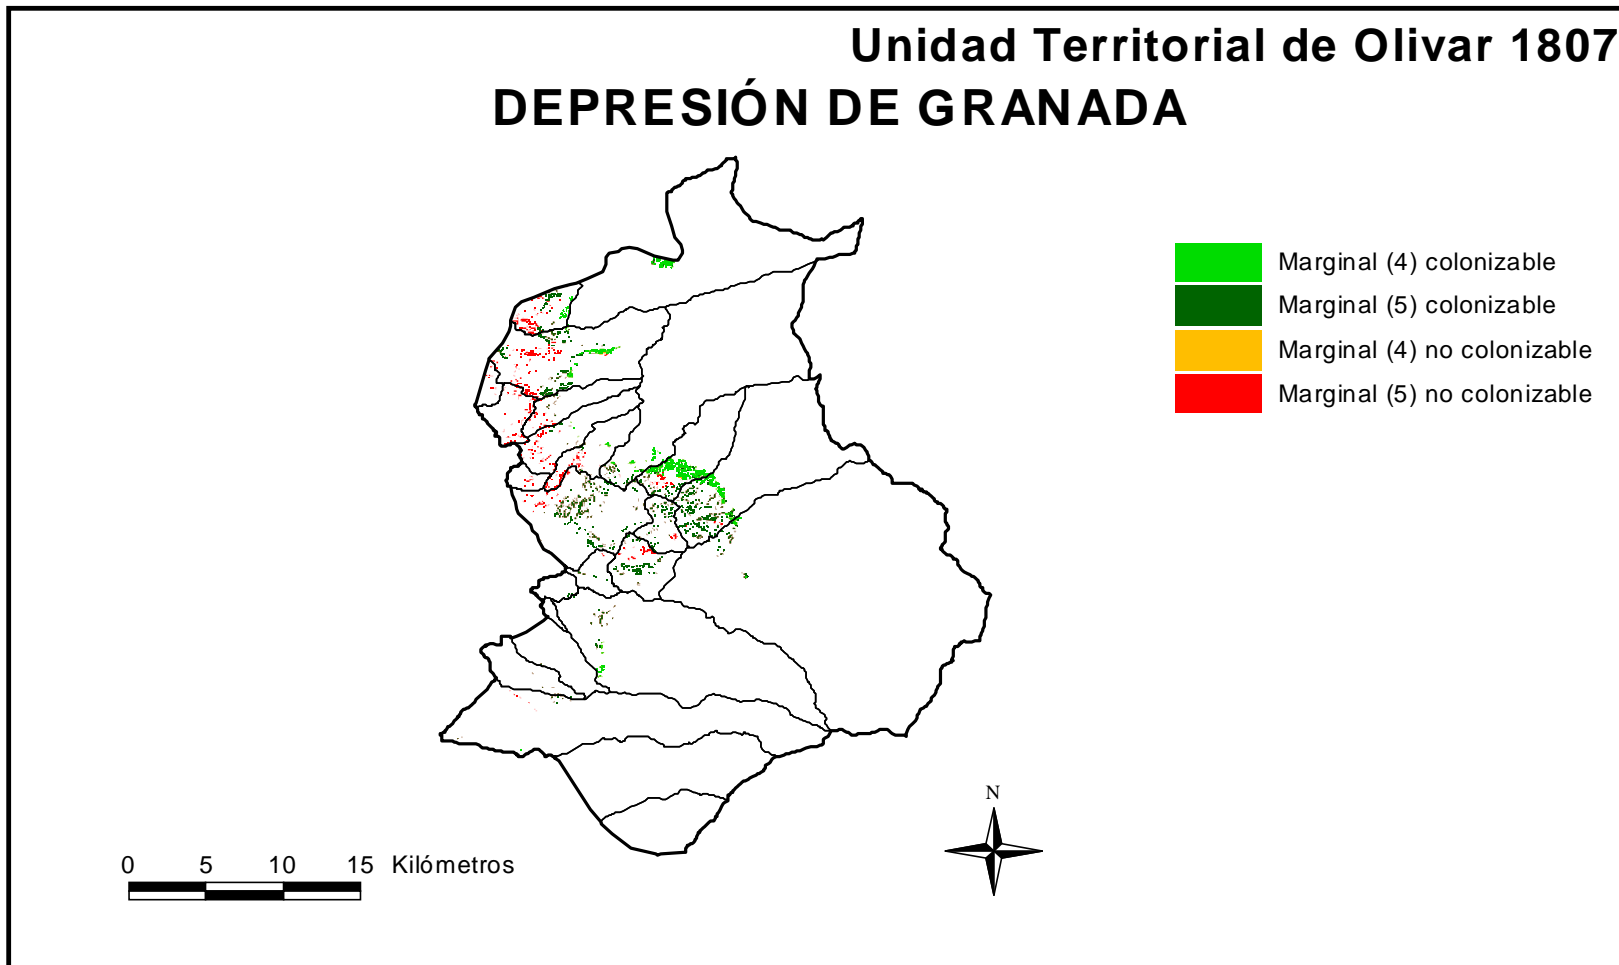 Unidad Territorial de Olivar 1807
DEPRESIÓN DE GRANADA
Marginal (4) colonizable
Marginal (5) colonizable
Marginal (4) no colonizable
Marginal (5) no colonizable
N
0 5 10 15 Kilómetros